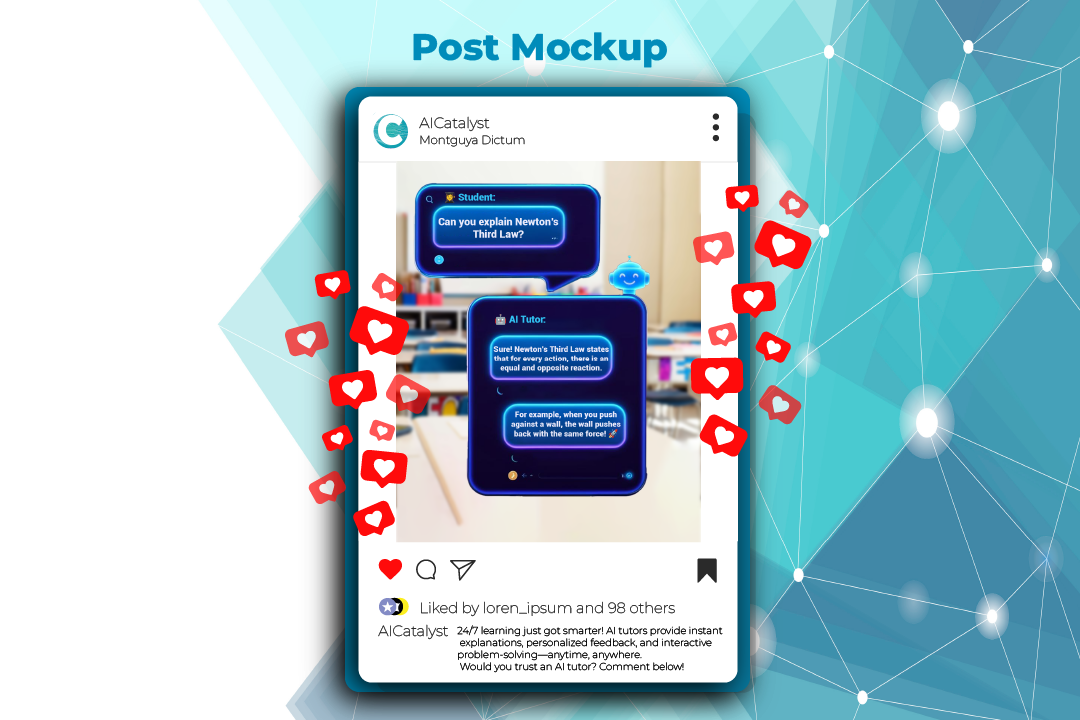 Post Mockup
AICatalyst
Montguya Dictum
Student:
Can you explain Newton's
Third Law?
AI Tutor:
Sure! Newton's Third Law states
that for every action, there is an
equal and opposite reaction.
For example, when you push
against a wall, the wall pushes
back with the same force! 🚀
Liked by loren_ipsum and 98 others
AICatalyst 24/7 learning just got smarter! AI tutors provide instant
explanations, personalized feedback, and interactive
problem-solving—anytime, anywhere.
Would you trust an AI tutor? Comment below!